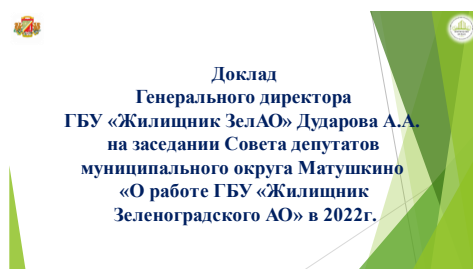 Доклад
Генерального директора
ГБУ «Жилищник ЗелАО» Дударова А.А.
на заседании Совета депутатов
муниципального округа Матушкино
«О работе ГБУ «Жилищник
Зеленоградского АО» в 2022г.